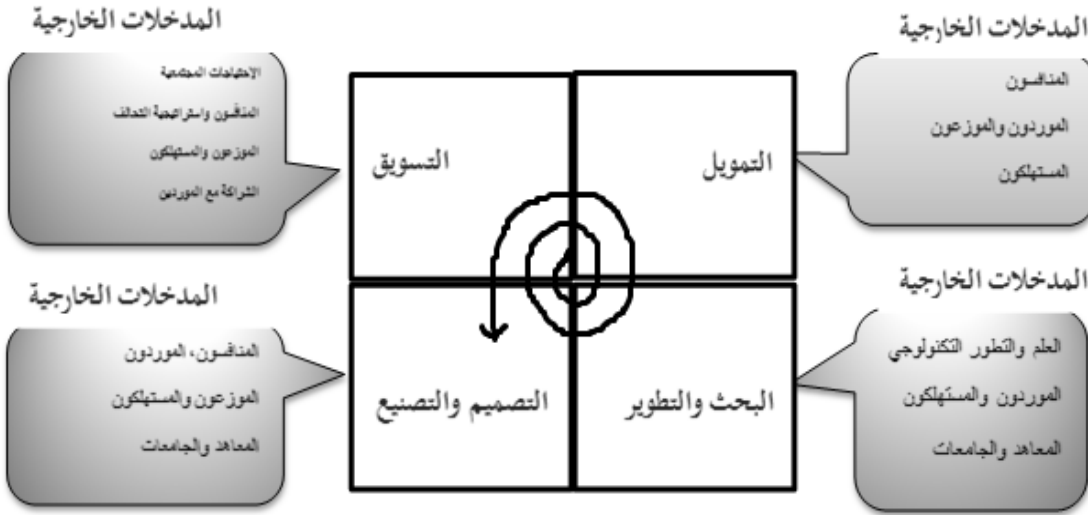 المدخلات الخارجية
المنافسون
الموردون والموزعون
المستهلكون
المدخلات الخارجية
الاحتياجات المجتمعية
المنافسون واستراتيجية التحالف
الموزعون والمستهلكون
الشراكة مع الموردين
التمويل
التسويق
البحث والتطوير
التصميم والتصنيع
المدخلات الخارجية
العلم والتطور التكنولوجي
الموردون والمستهلكون
المعاهد والجامعات
المدخلات الخارجية
المنافسون، الموردون
الموزعون والمستهلكون
المعاهد والجامعات